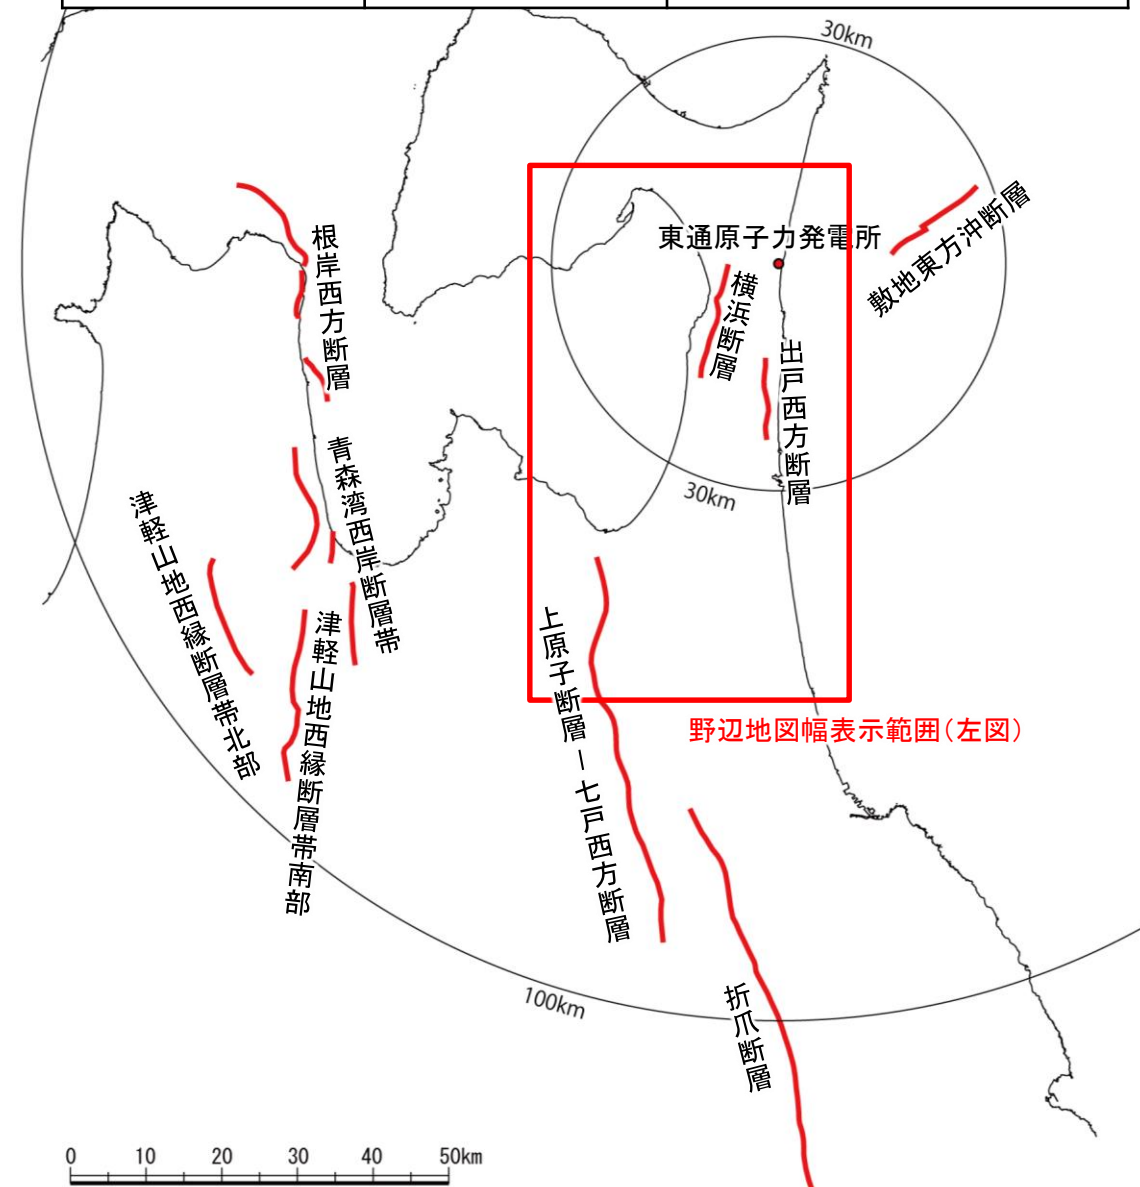 30km
敷地東方沖断層
東通原子力発電所
根岸西方断層
横浜断層
出戸西方断層
30km
青森湾西岸断層帯
津軽山地西縁断層帯北部
津軽山地西縁断層帯南部
上原子断層－七戸西方断層
野辺地図幅表示範囲（左図）
折爪断層
100km
0 10 20 30 40 50km